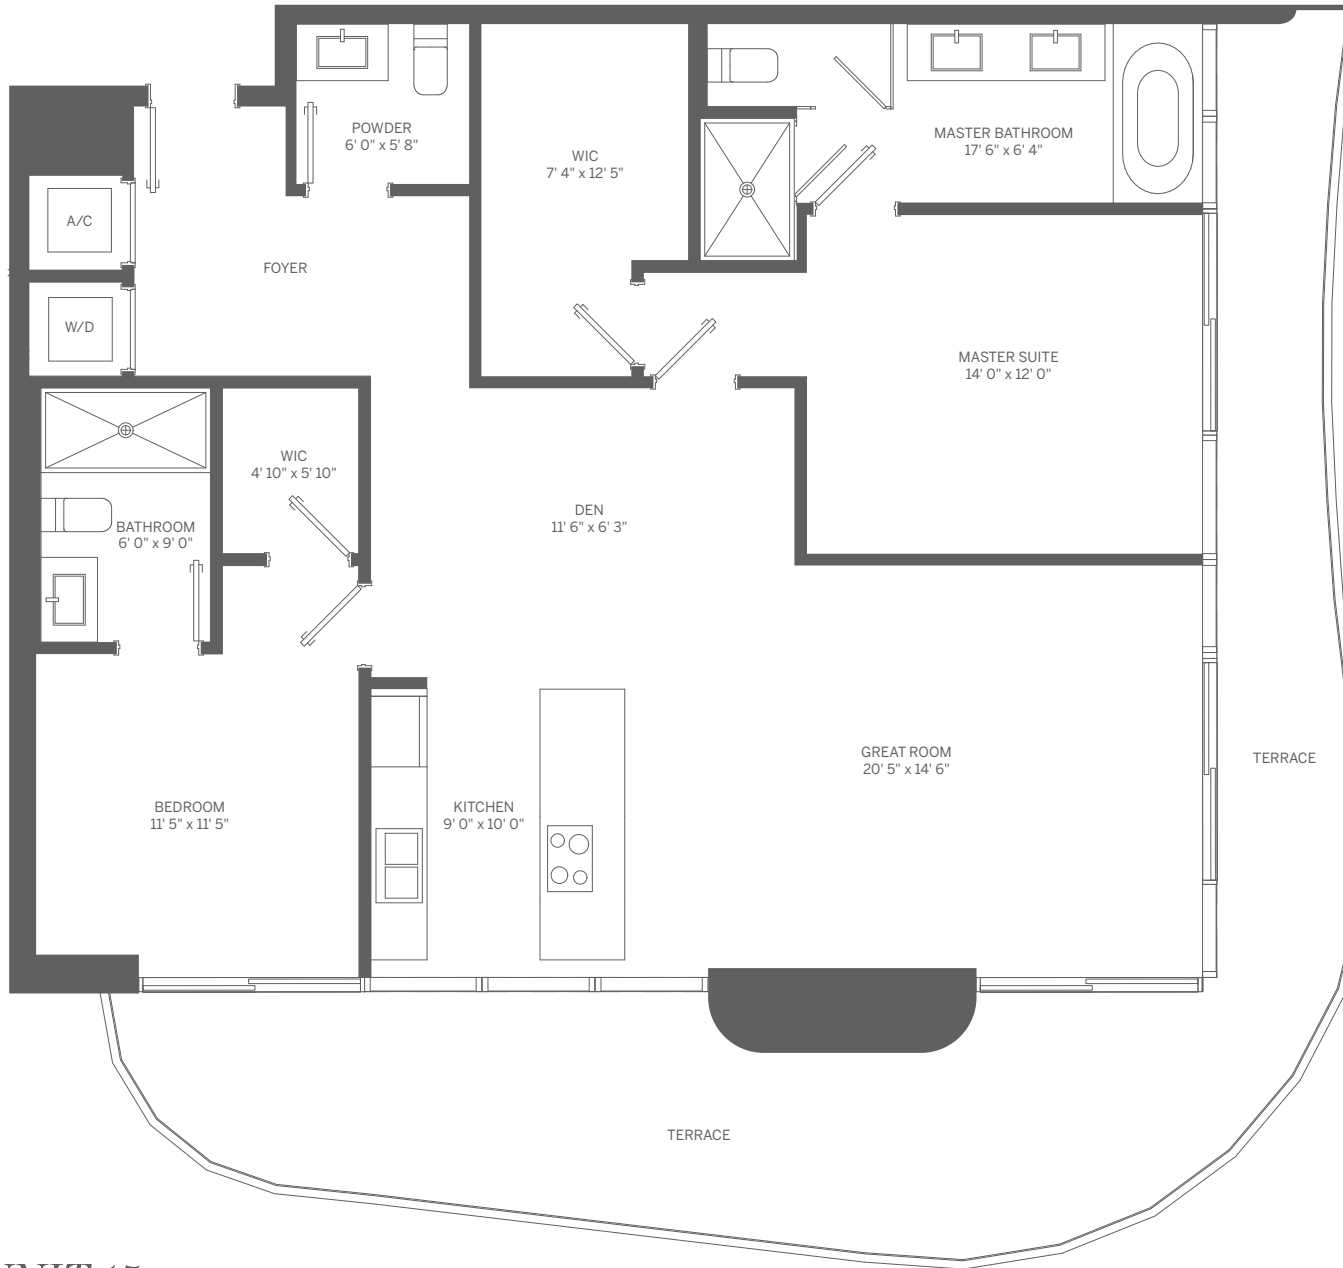 POWDER
6' 0" x 5' 8"
WIC
7' 4" x 12' 5"
MASTER BATHROOM
17' 6" x 6' 4"
A/C
FOYER
W/D
MASTER SUITE
14' 0" x 12' 0"
WIC
4' 10" x 5' 10"
DEN
11' 6" x 6' 3"
BATHROOM
6' 0" x 9' 0"
GREAT ROOM
20' 5" x 14' 6"
TERRACE
BEDROOM
11' 5" x 11' 5"
KITCHEN
9' 0" x 10' 0"
TERRACE